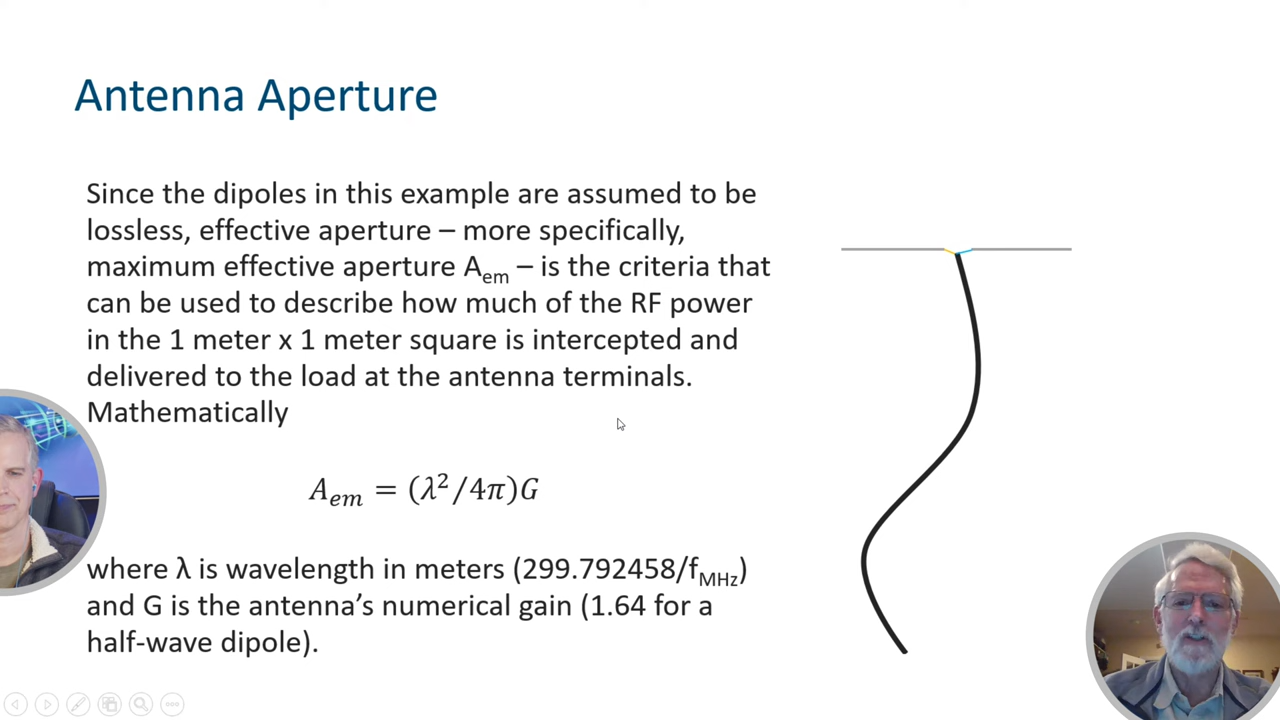 Antenna Aperture
Since the dipoles in this example are assumed to be
lossless, effective aperture – more specifically,
maximum effective aperture Aem – is the criteria that
can be used to describe how much of the RF power
in the 1 meter x 1 meter square is intercepted and
delivered to the load at the antenna terminals.
Mathematically
Aem = (λ²/4π)G
where λ is wavelength in meters (299.792458/fMHz)
and G is the antenna’s numerical gain (1.64 for a
half-wave dipole).